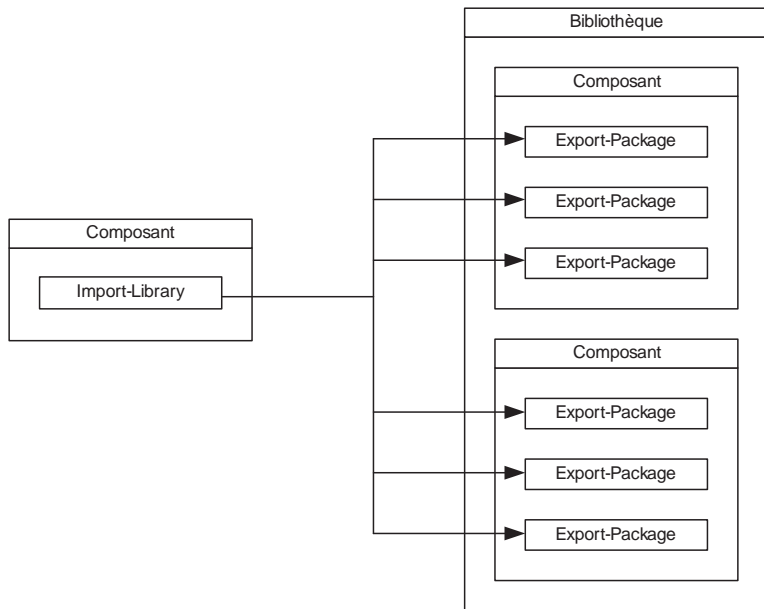 Bibliothèque
Composant
Export-Package
Export-Package
Export-Package
Composant
Import-Library
Composant
Export-Package
Export-Package
Export-Package